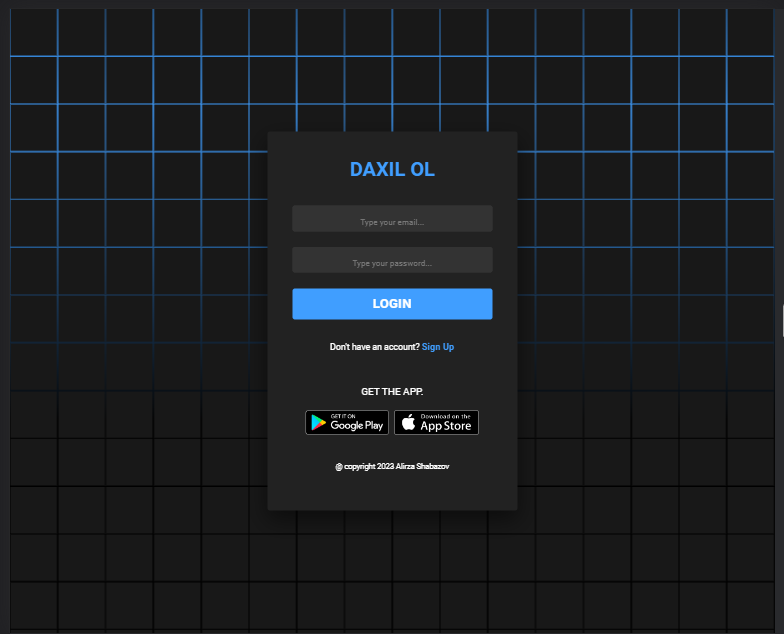 DAXIL OL
Type your email...
Type your password...
LOGIN
Don't have an account? Sign Up
GET THE APP.
GET IT ON
Google Play
Download on the
App Store
@ copyright 2023 Alirza Shabazov